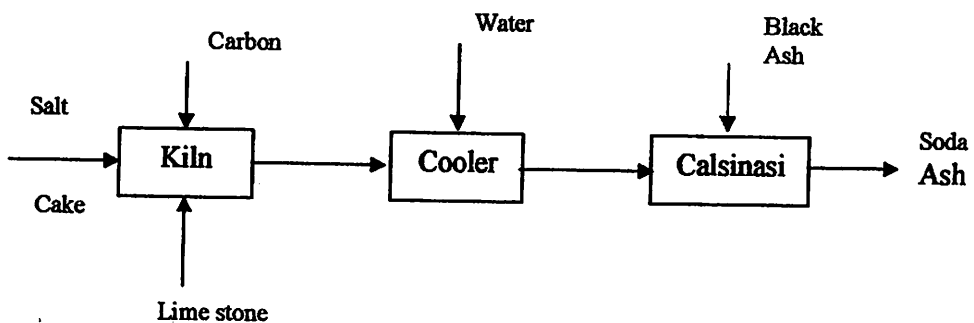 Carbon
Water
Black
Ash
Salt
Kiln
Cooler
Calsinasi
Soda
Ash
Cake
Lime stone